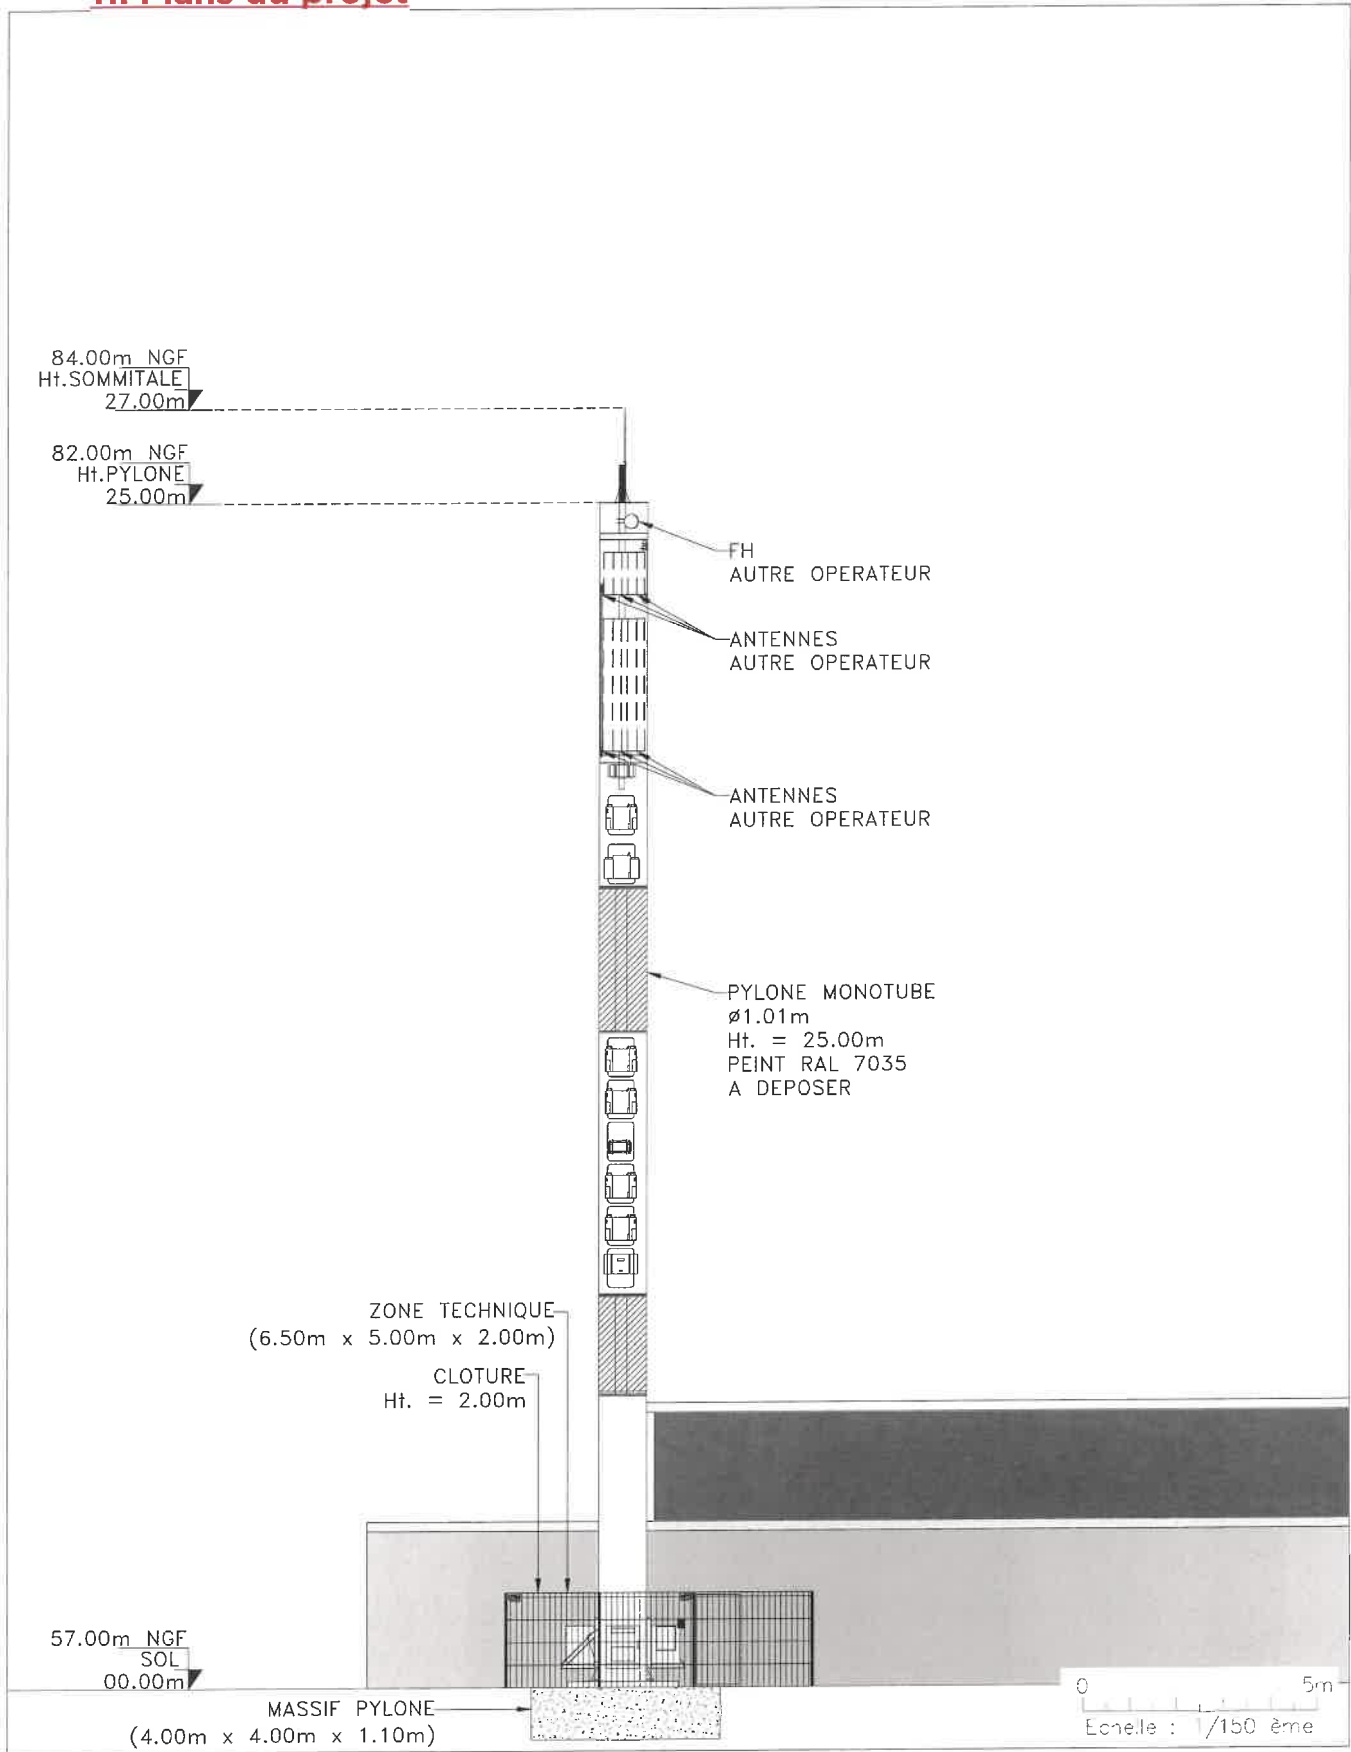 84.00m NGF
Ht.SOMMITALE
27.00m
82.00m NGF
Ht.PYLONE
25.00m
FH
AUTRE OPERATEUR
ANTENNES
AUTRE OPERATEUR
ANTENNES
AUTRE OPERATEUR
PYLONE MONOTUBE
ø1.01m
Ht. = 25.00m
PEINT RAL 7035
A DEPOSER
ZONE TECHNIQUE
(6.50m x 5.00m x 2.00m)
CLOTURE
Ht. = 2.00m
57.00m NGF
SOL
00.00m
MASSIF PYLONE
(4.00m x 4.00m x 1.10m)
0 5m
Echelle : 1/150 ème